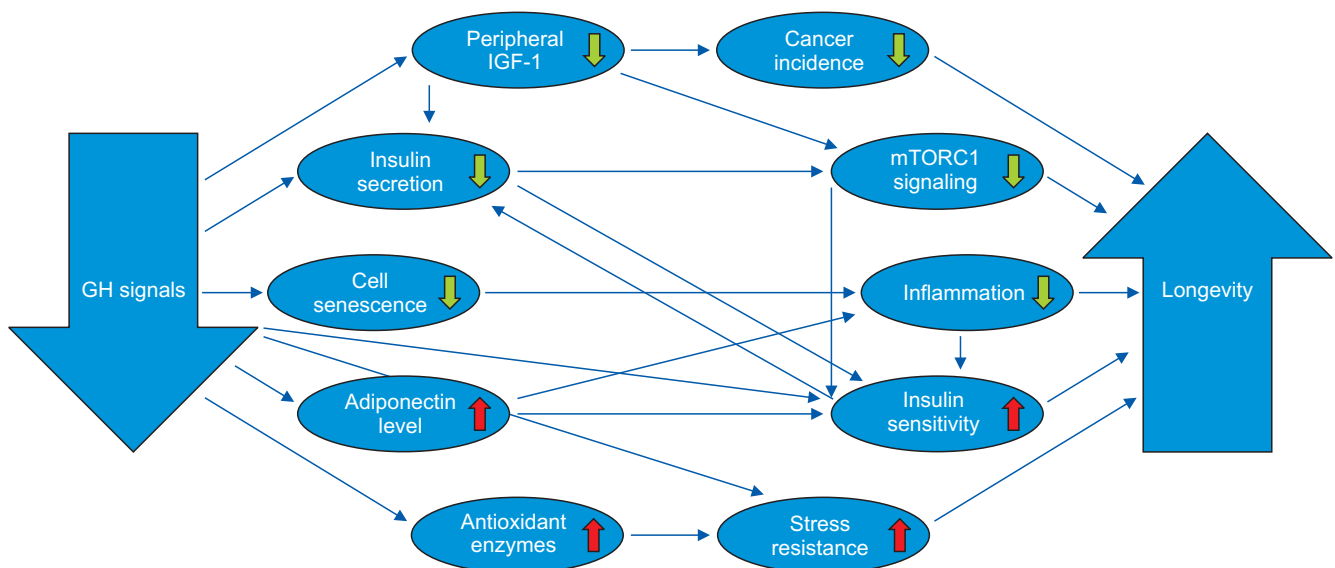 Peripheral
IGF-1
Cancer
incidence
Insulin
secretion
mTORC1
signaling
GH signals
Cell
senescence
Inflammation
Longevity
Adiponectin
level
Insulin
sensitivity
Antioxidant
enzymes
Stress
resistance